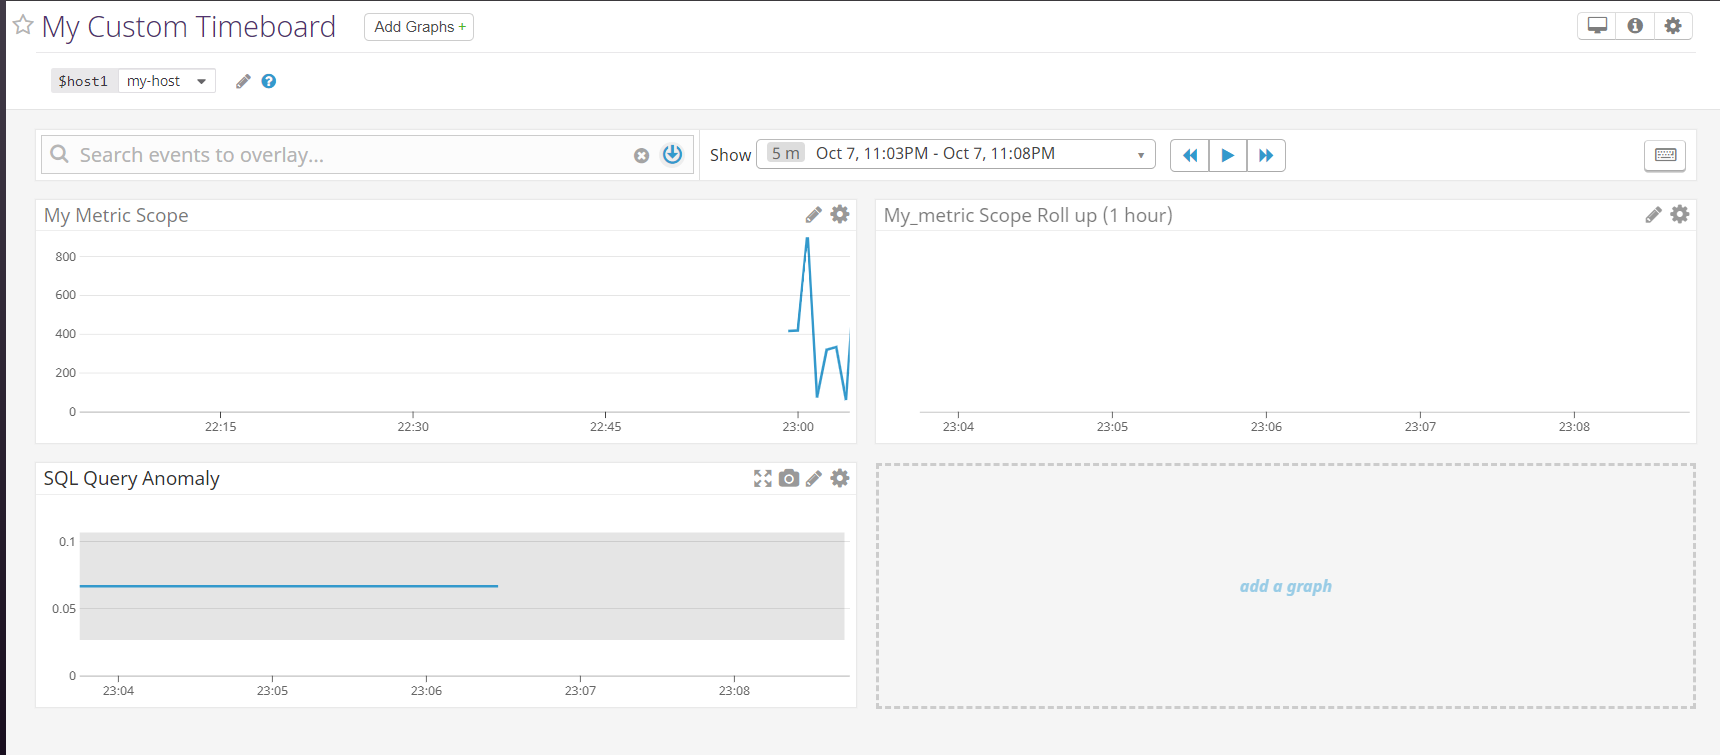 My Custom Timeboard Add Graphs +
$host1 my-host
Search events to overlay...
Show 5 m Oct 7, 11:03PM - Oct 7, 11:08PM
My Metric Scope
800
600
400
200
0
22:15 22:30 22:45 23:00
My_metric Scope Roll up (1 hour)
23:04 23:05 23:06 23:07 23:08
SQL Query Anomaly
0.1
0.05
0
23:04 23:05 23:06 23:07 23:08
add a graph